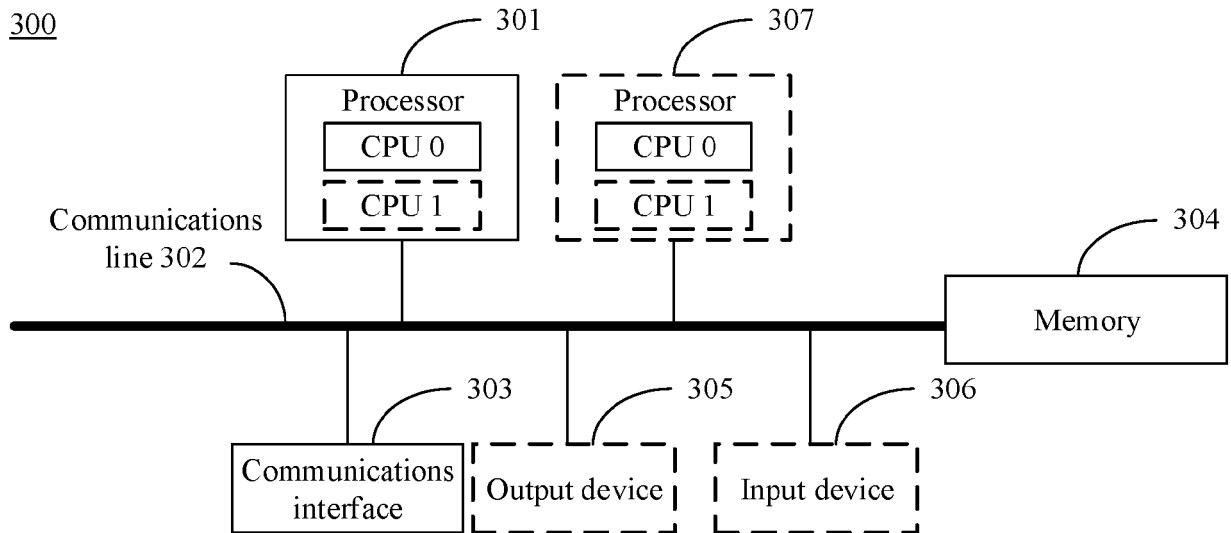 300
301
307
Processor
CPU 0
CPU 1
Processor
CPU 0
CPU 1
Communications
line 302
304
Memory
303
305
306
Communications
interface
Output device
Input device